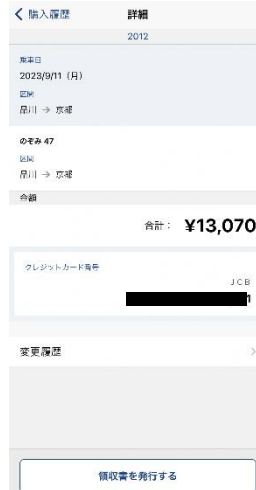 購入履歴 詳細
2012
乗車日
2023/9/11（月）
区間
品川 → 京都
のぞみ 47
区間
品川 → 京都
金額
合計： ¥13,070
クレジットカード番号
JCB
1
変更履歴
領収書を発行する